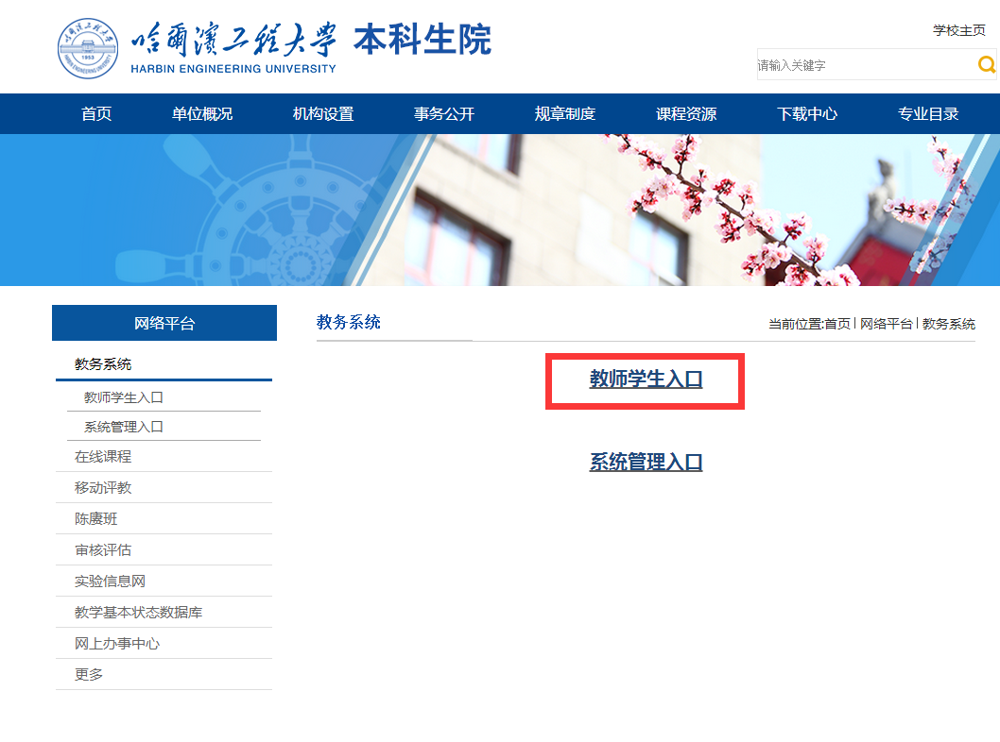 哈尔滨工程大学 本科生院
HARBIN ENGINEERING UNIVERSITY
1953
学校主页
请输入关键字
首页 单位概况 机构设置 事务公开 规章制度 课程资源 下载中心 专业目录
网络平台
教务系统
教师学生入口
系统管理入口
在线课程
移动评教
陈赓班
审核评估
实验信息网
教学基本状态数据库
网上办事中心
更多
教务系统
当前位置:首页 | 网络平台 | 教务系统
教师学生入口
系统管理入口